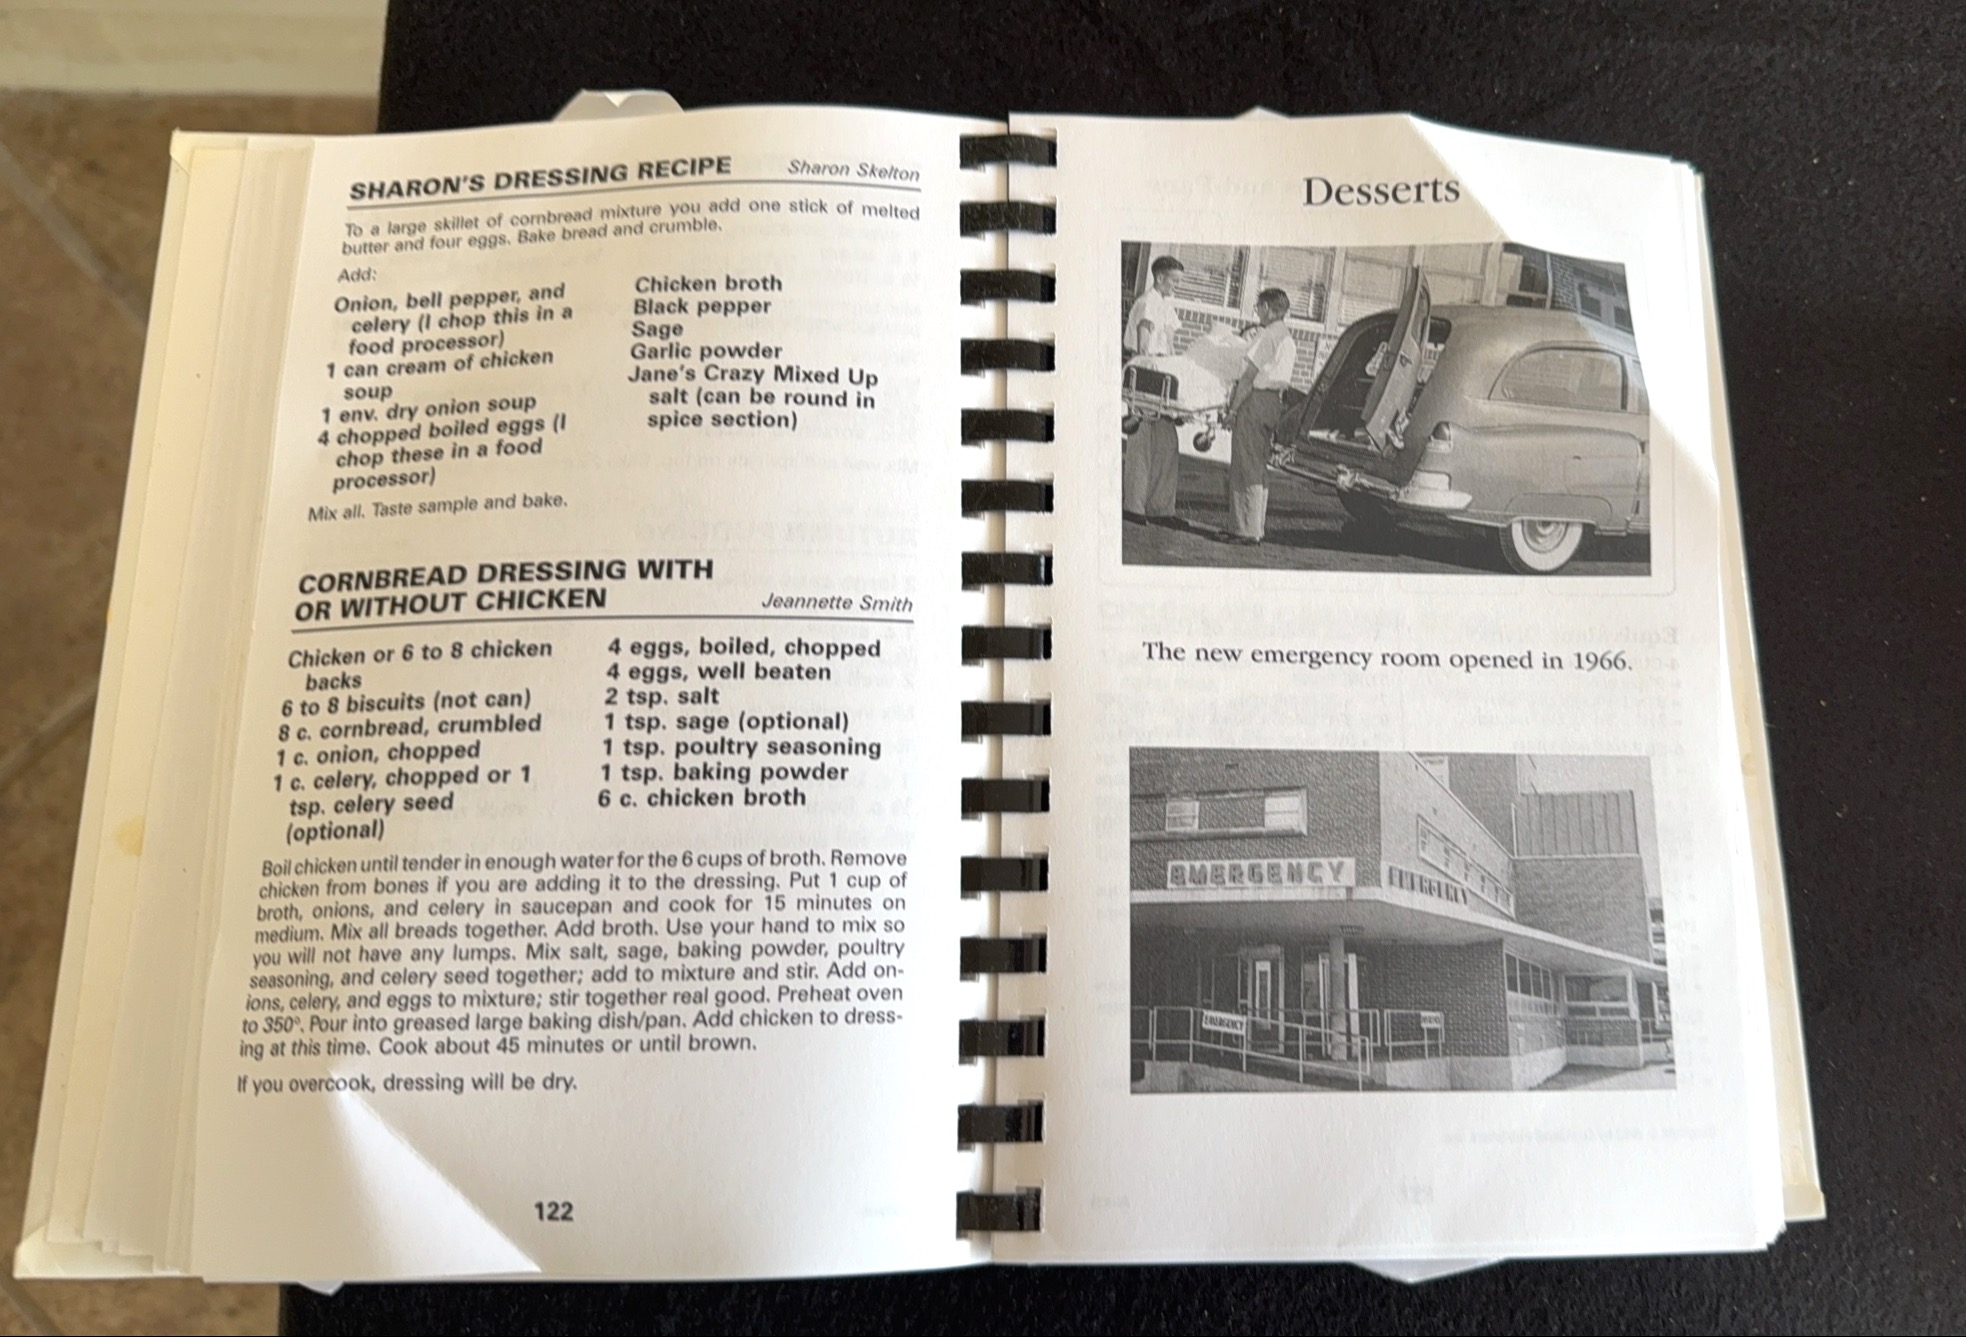 SHARON'S DRESSING RECIPE Sharon Skelton
To a large skillet of cornbread mixture you add one stick of melted
butter and four eggs. Bake bread and crumble.
Add:
Onion, bell pepper, and
celery (I chop this in a
food processor)
1 can cream of chicken
soup
1 env. dry onion soup
4 chopped boiled eggs (I
chop these in a food
processor)
Chicken broth
Black pepper
Sage
Garlic powder
Jane's Crazy Mixed Up
salt (can be round in
spice section)
Mix all. Taste sample and bake.
CORNBREAD DRESSING WITH
OR WITHOUT CHICKEN Jeannette Smith
Chicken or 6 to 8 chicken
backs
6 to 8 biscuits (not can)
8 c. cornbread, crumbled
1 c. onion, chopped
1 c. celery, chopped or 1
tsp. celery seed
(optional)
4 eggs, boiled, chopped
4 eggs, well beaten
2 tsp. salt
1 tsp. sage (optional)
1 tsp. poultry seasoning
1 tsp. baking powder
6 c. chicken broth
Boil chicken until tender in enough water for the 6 cups of broth. Remove
chicken from bones if you are adding it to the dressing. Put 1 cup of
broth, onions, and celery in saucepan and cook for 15 minutes on
medium. Mix all breads together. Add broth. Use your hand to mix so
you will not have any lumps. Mix salt, sage, baking powder, poultry
seasoning, and celery seed together; add to mixture and stir. Add on-
ions, celery, and eggs to mixture; stir together real good. Preheat oven
to 350°. Pour into greased large baking dish/pan. Add chicken to dress-
ing at this time. Cook about 45 minutes or until brown.
If you overcook, dressing will be dry.
122
Desserts
4
The new emergency room opened in 1966.
EMERGENCY
EMERGENCY
EMERGENCY